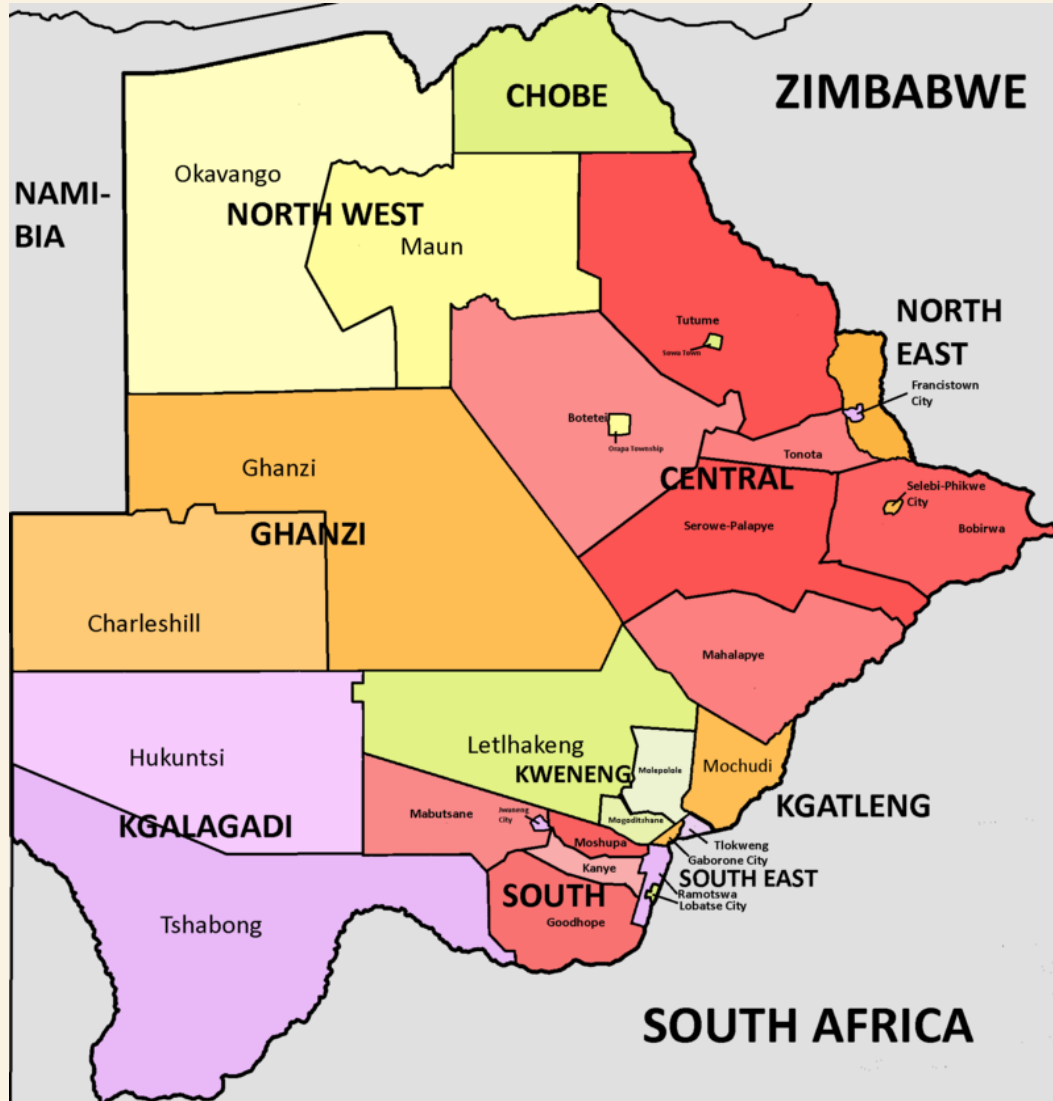 CHOBE
ZIMBABWE
Okavango
NAMI-
BIA
NORTH WEST
Maun
NORTH
EAST
Tutume
Sowa Town
Francistown
City
Botetei
Orapa Township
Tonota
Ghanzi
CENTRAL
Selebi-Phikwe
City
Serowe-Palapye
Bobirwa
GHANZI
Charleshill
Mahalapye
Hukuntsi
Letlhakeng
KWENENG
Molepolole
Mochudi
KGALAGADI
Mabutsane
Jwaneng
City
Mogoditshane
KGATLENG
Moshupa
Tlokweng
Gaborone City
Kanye
SOUTH EAST
Ramotswa
SOUTH
Lobatse City
Tshabong
Goodhope
SOUTH AFRICA